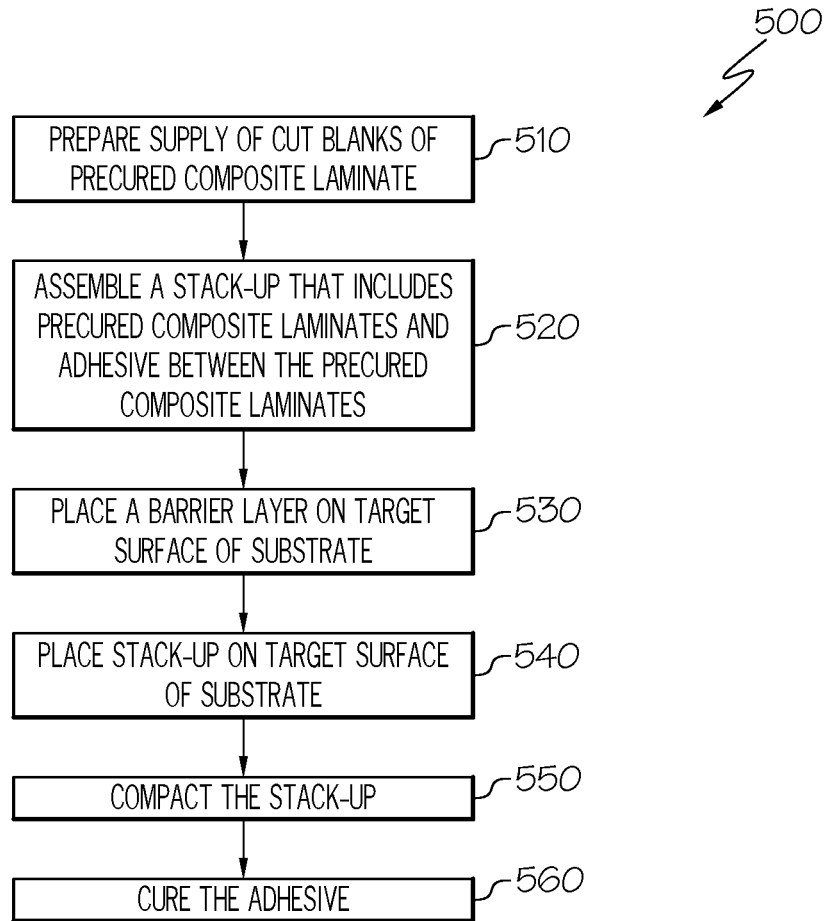 500
PREPARE SUPPLY OF CUT BLANKS OF
PRECURED COMPOSITE LAMINATE
510
ASSEMBLE A STACK-UP THAT INCLUDES
PRECURED COMPOSITE LAMINATES AND
ADHESIVE BETWEEN THE PRECURED
COMPOSITE LAMINATES
520
PLACE A BARRIER LAYER ON TARGET
SURFACE OF SUBSTRATE
530
PLACE STACK-UP ON TARGET SURFACE
OF SUBSTRATE
540
COMPACT THE STACK-UP
550
CURE THE ADHESIVE
560